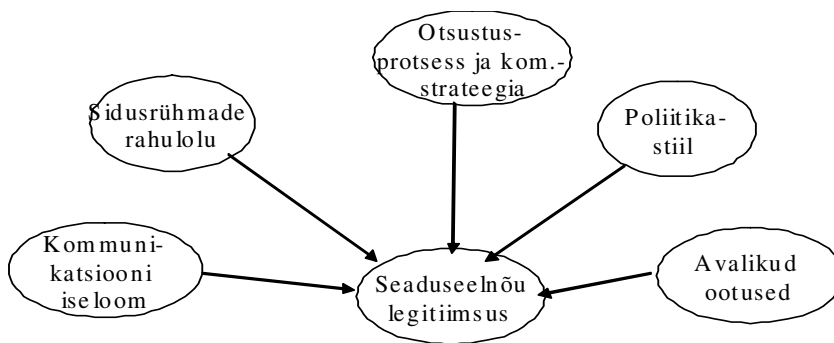 Otsustus-
protsess ja kom.-
strateegia
Sidusrühmade
rahulolu
Poliitika-
stiil
Kommuni-
katsiooni
iseloom
Seaduseelnõu
legitiimsus
Avalikud
ootused